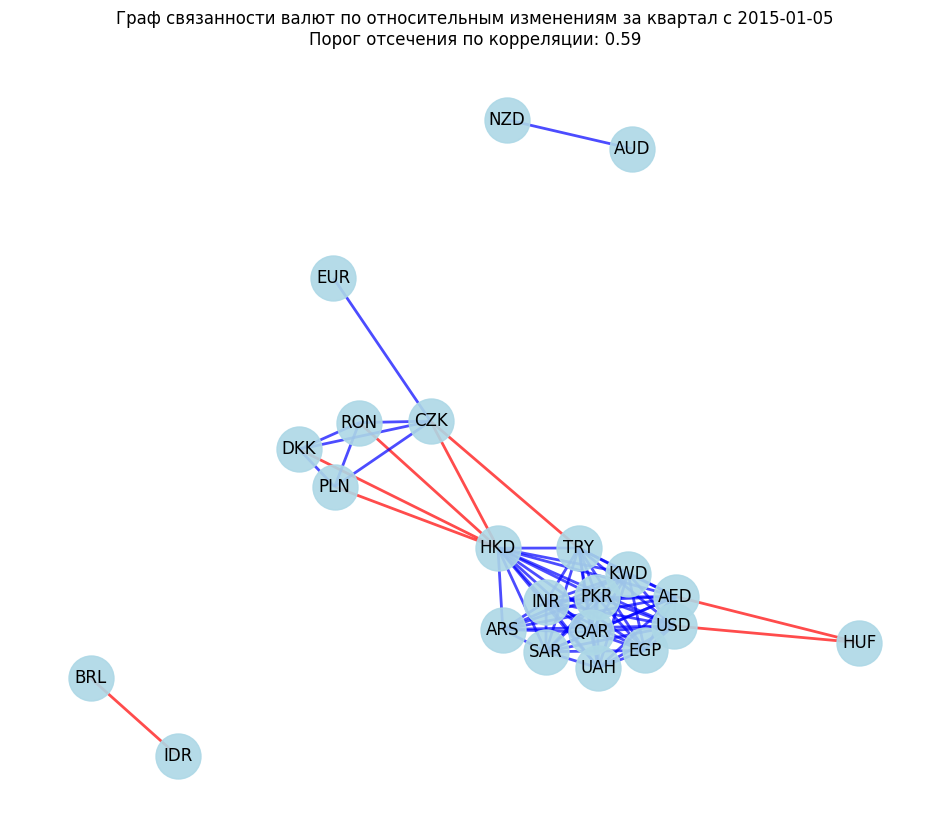 Граф связанности валют по относительным изменениям за квартал с 2015-01-05
Порог отсечения по корреляции: 0.59
NZD
AUD
EUR
RON
CZK
DKK
PLN
HKD
TRY
KWD
INR
PKR
AED
ARS
QAR
USD
SAR
EGP
UAH
HUF
BRL
IDR